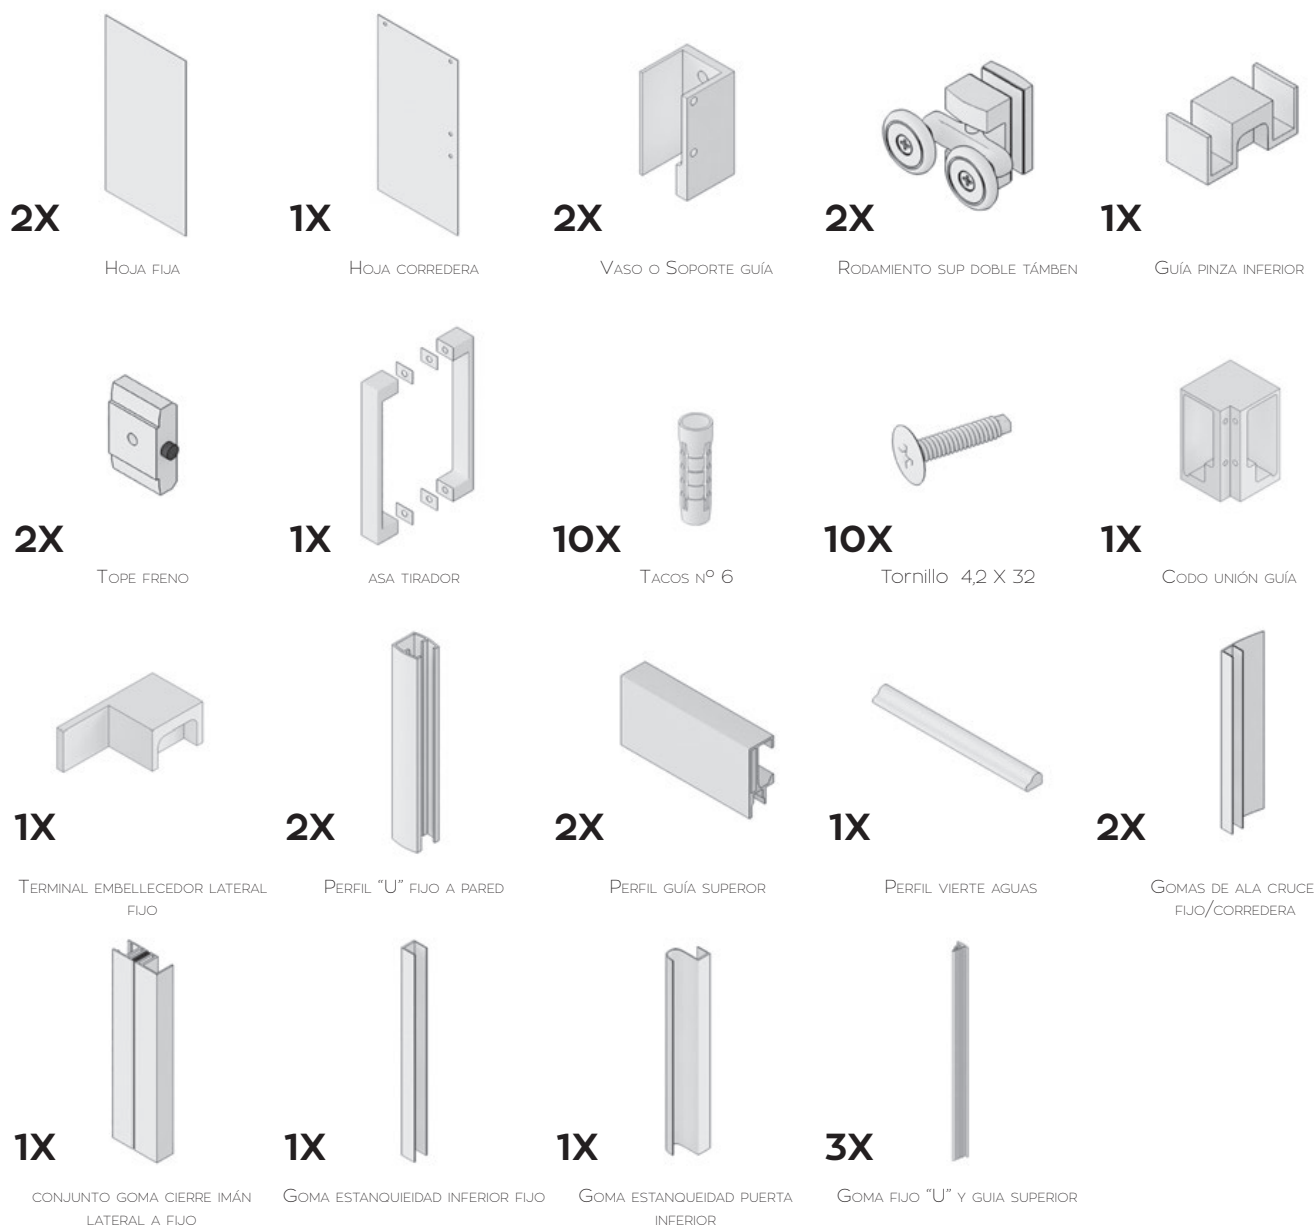 2X
Hoja fija
1X
Hoja corredera
2X
Vaso o Soporte guía
2X
Rodamiento sup doble támben
1X
Guía pinza inferior
2X
Tope freno
1X
asa tirador
10X
Tacos nº 6
10X
Tornillo 4,2 X 32
1X
Codo unión guía
1X
Terminal embellecedor lateral
fijo
2X
Perfil “U” fijo a pared
2X
Perfil guía superor
1X
Perfil vierte aguas
2X
Gomas de ala cruce
fijo/corredera
1X
conjunto goma cierre imán
lateral a fijo
1X
Goma estanquieidad inferior fijo
1X
Goma estanqueidad puerta
inferior
3X
Goma fijo “U” y guia superior